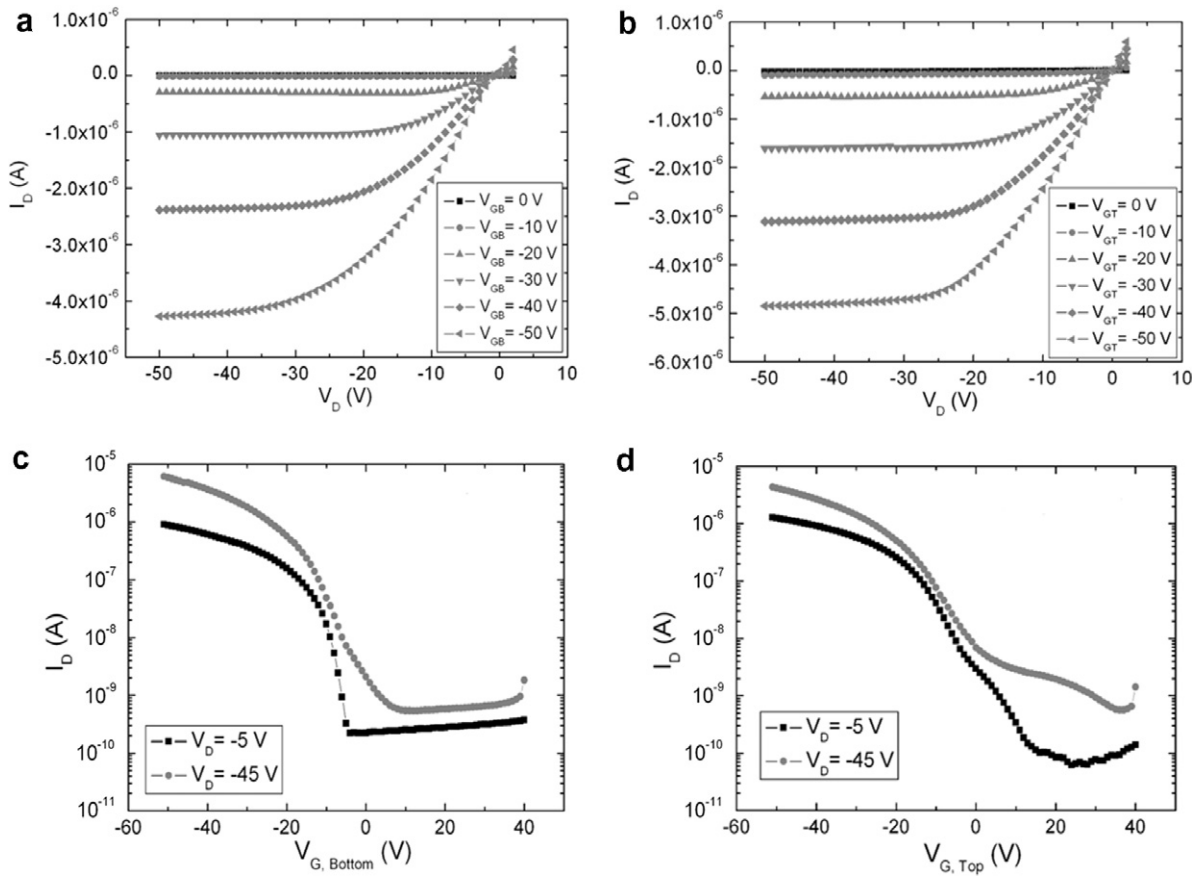 a
1.0x10⁻⁶
0.0
-1.0x10⁻⁶
-2.0x10⁻⁶
-3.0x10⁻⁶
-4.0x10⁻⁶
-5.0x10⁻⁶
I_D (A)
V_GB= 0 V
V_GB= -10 V
V_GB= -20 V
V_GB= -30 V
V_GB= -40 V
V_GB= -50 V
-50 -40 -30 -20 -10 0 10
V_D (V)
b
1.0x10⁻⁶
0.0
-1.0x10⁻⁶
-2.0x10⁻⁶
-3.0x10⁻⁶
-4.0x10⁻⁶
-5.0x10⁻⁶
-6.0x10⁻⁶
I_D (A)
V_GT= 0 V
V_GT= -10 V
V_GT= -20 V
V_GT= -30 V
V_GT= -40 V
V_GT= -50 V
-50 -40 -30 -20 -10 0 10
V_D (V)
c
10⁻⁵
10⁻⁶
10⁻⁷
10⁻⁸
10⁻⁹
10⁻¹⁰
10⁻¹¹
I_D (A)
V_D= -5 V
V_D= -45 V
-60 -40 -20 0 20 40
V_G, Bottom (V)
d
10⁻⁵
10⁻⁶
10⁻⁷
10⁻⁸
10⁻⁹
10⁻¹⁰
10⁻¹¹
I_D (A)
V_D= -5 V
V_D= -45 V
-60 -40 -20 0 20 40
V_G, Top (V)